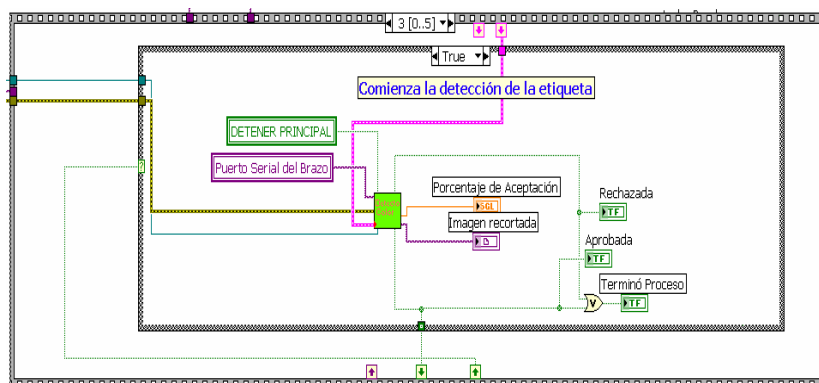 3 [0..5]
True
Comienza la detección de la etiqueta
DETENER PRINCIPAL
Puerto Serial del Brazo
Porcentaje de Aceptación
SGL
Imagen recortada
Rechazada
TF
Aprobada
TF
Terminó Proceso
V
TF
?